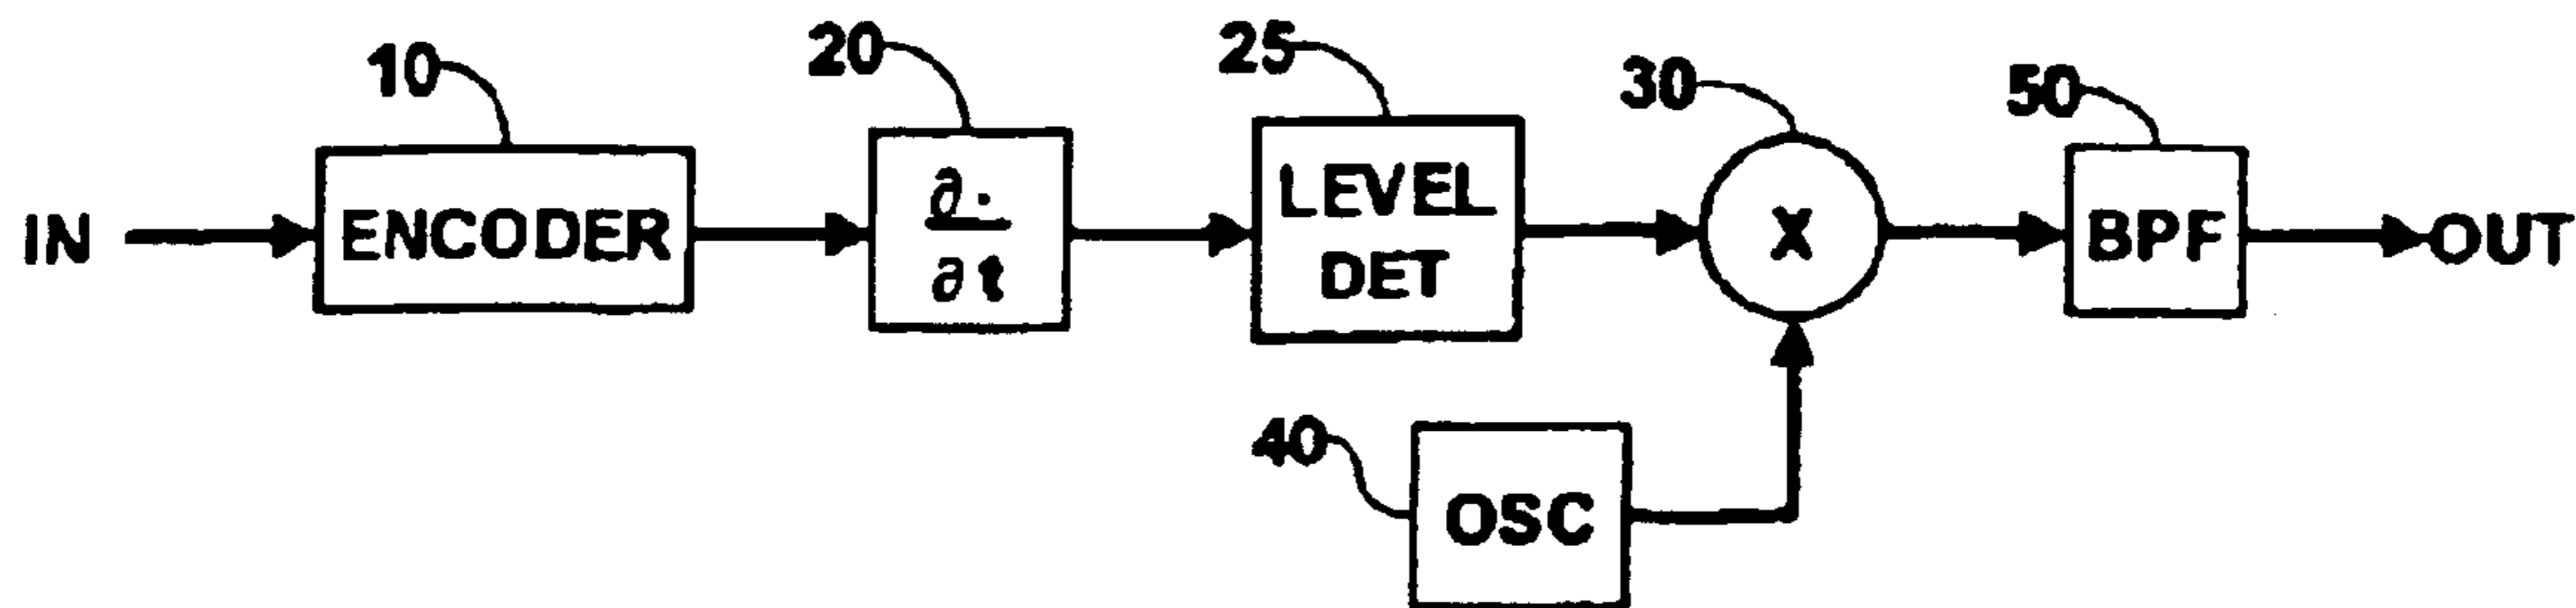 10
20
25
30
50
IN
ENCODER
∂·
∂t
LEVEL
DET
X
BPF
OUT
40
OSC